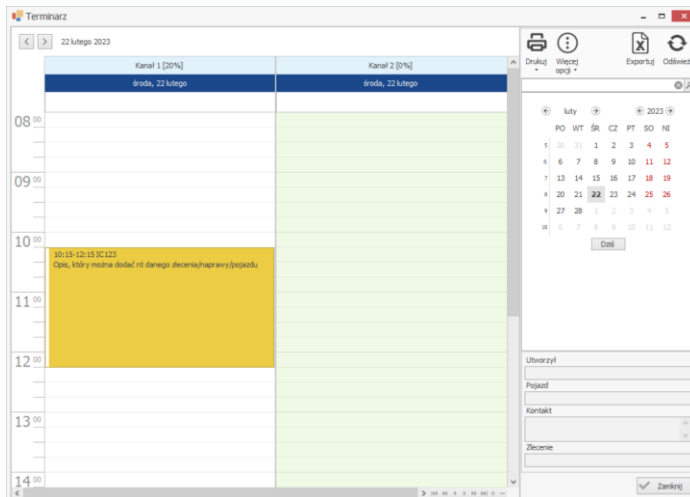 Terminarz
22 lutego 2023
Kanał 1 [20%]
Kanał 2 [0%]
środa, 22 lutego
środa, 22 lutego
08 00
09 00
10 00
10:15-12:15 IC123
Opis, który można dodać nt danego zlecenia/naprawy/pojazdu
11 00
12 00
13 00
14 00
Drukuj
Więcej opcji
Exportuj
Odśwież
luty
2023
PO WT ŚR CZ PT SO NI
5 30 31 1 2 3 4 5
6 6 7 8 9 10 11 12
7 13 14 15 16 17 18 19
8 20 21 22 23 24 25 26
9 27 28 1 2 3 4 5
10 6 7 8 9 10 11 12
Dziś
Utworzył
Pojazd
Kontakt
Zlecenie
Zamknij